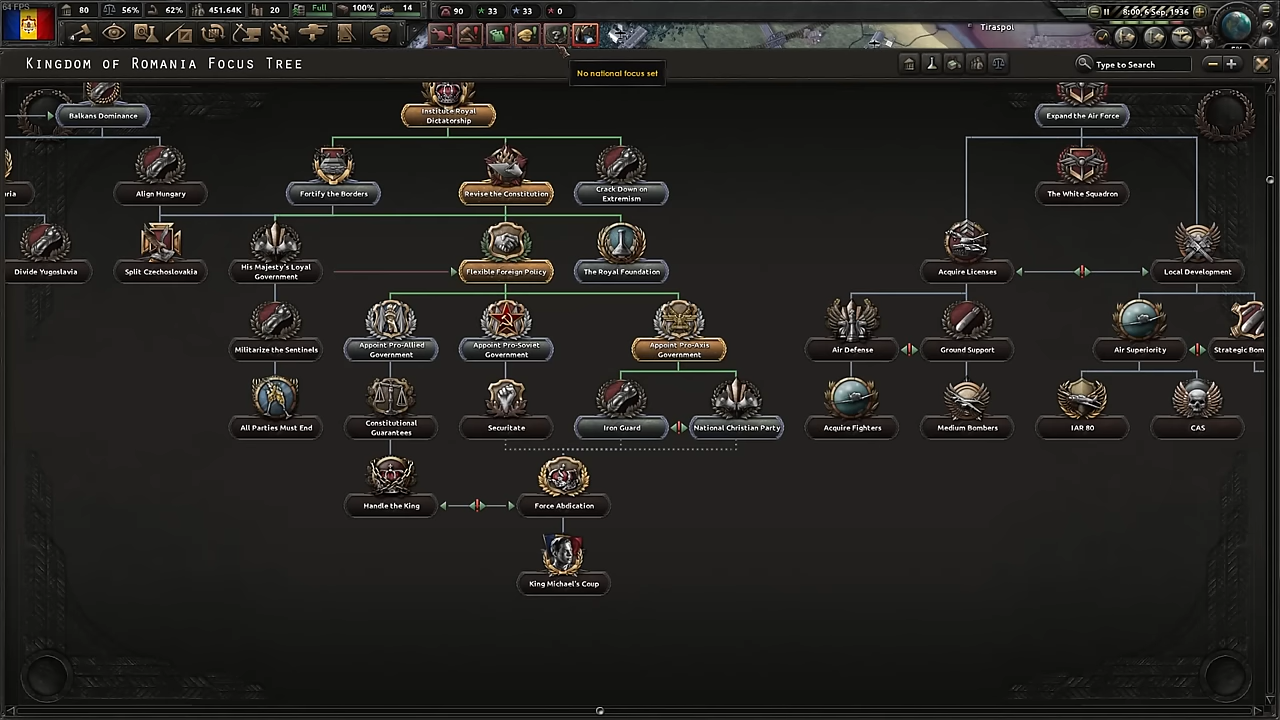 64 FPS
80
56%
62%
451.64K
20
Full
100%
14
90
33
33
0
8:00, 6 Sep, 1936
Tiraspol
Kingdom of Romania Focus Tree
No national focus set
Type to Search
Balkans Dominance
Institute Royal
Dictatorship
Expand the Air Force
Align Hungary
Fortify the Borders
Revise the Constitution
Crack Down on
Extremism
The White Squadron
Divide Yugoslavia
Split Czechoslovakia
His Majesty's Loyal
Government
Flexible Foreign Policy
The Royal Foundation
Acquire Licenses
Local Development
Militarize the Sentinels
Appoint Pro-Allied
Government
Appoint Pro-Soviet
Government
Appoint Pro-Axis
Government
Air Defense
Ground Support
Air Superiority
Strategic Bom
All Parties Must End
Constitutional
Guarantees
Securitate
Iron Guard
National Christian Party
Acquire Fighters
Medium Bombers
IAR 80
CAS
Handle the King
Force Abdication
King Michael's Coup